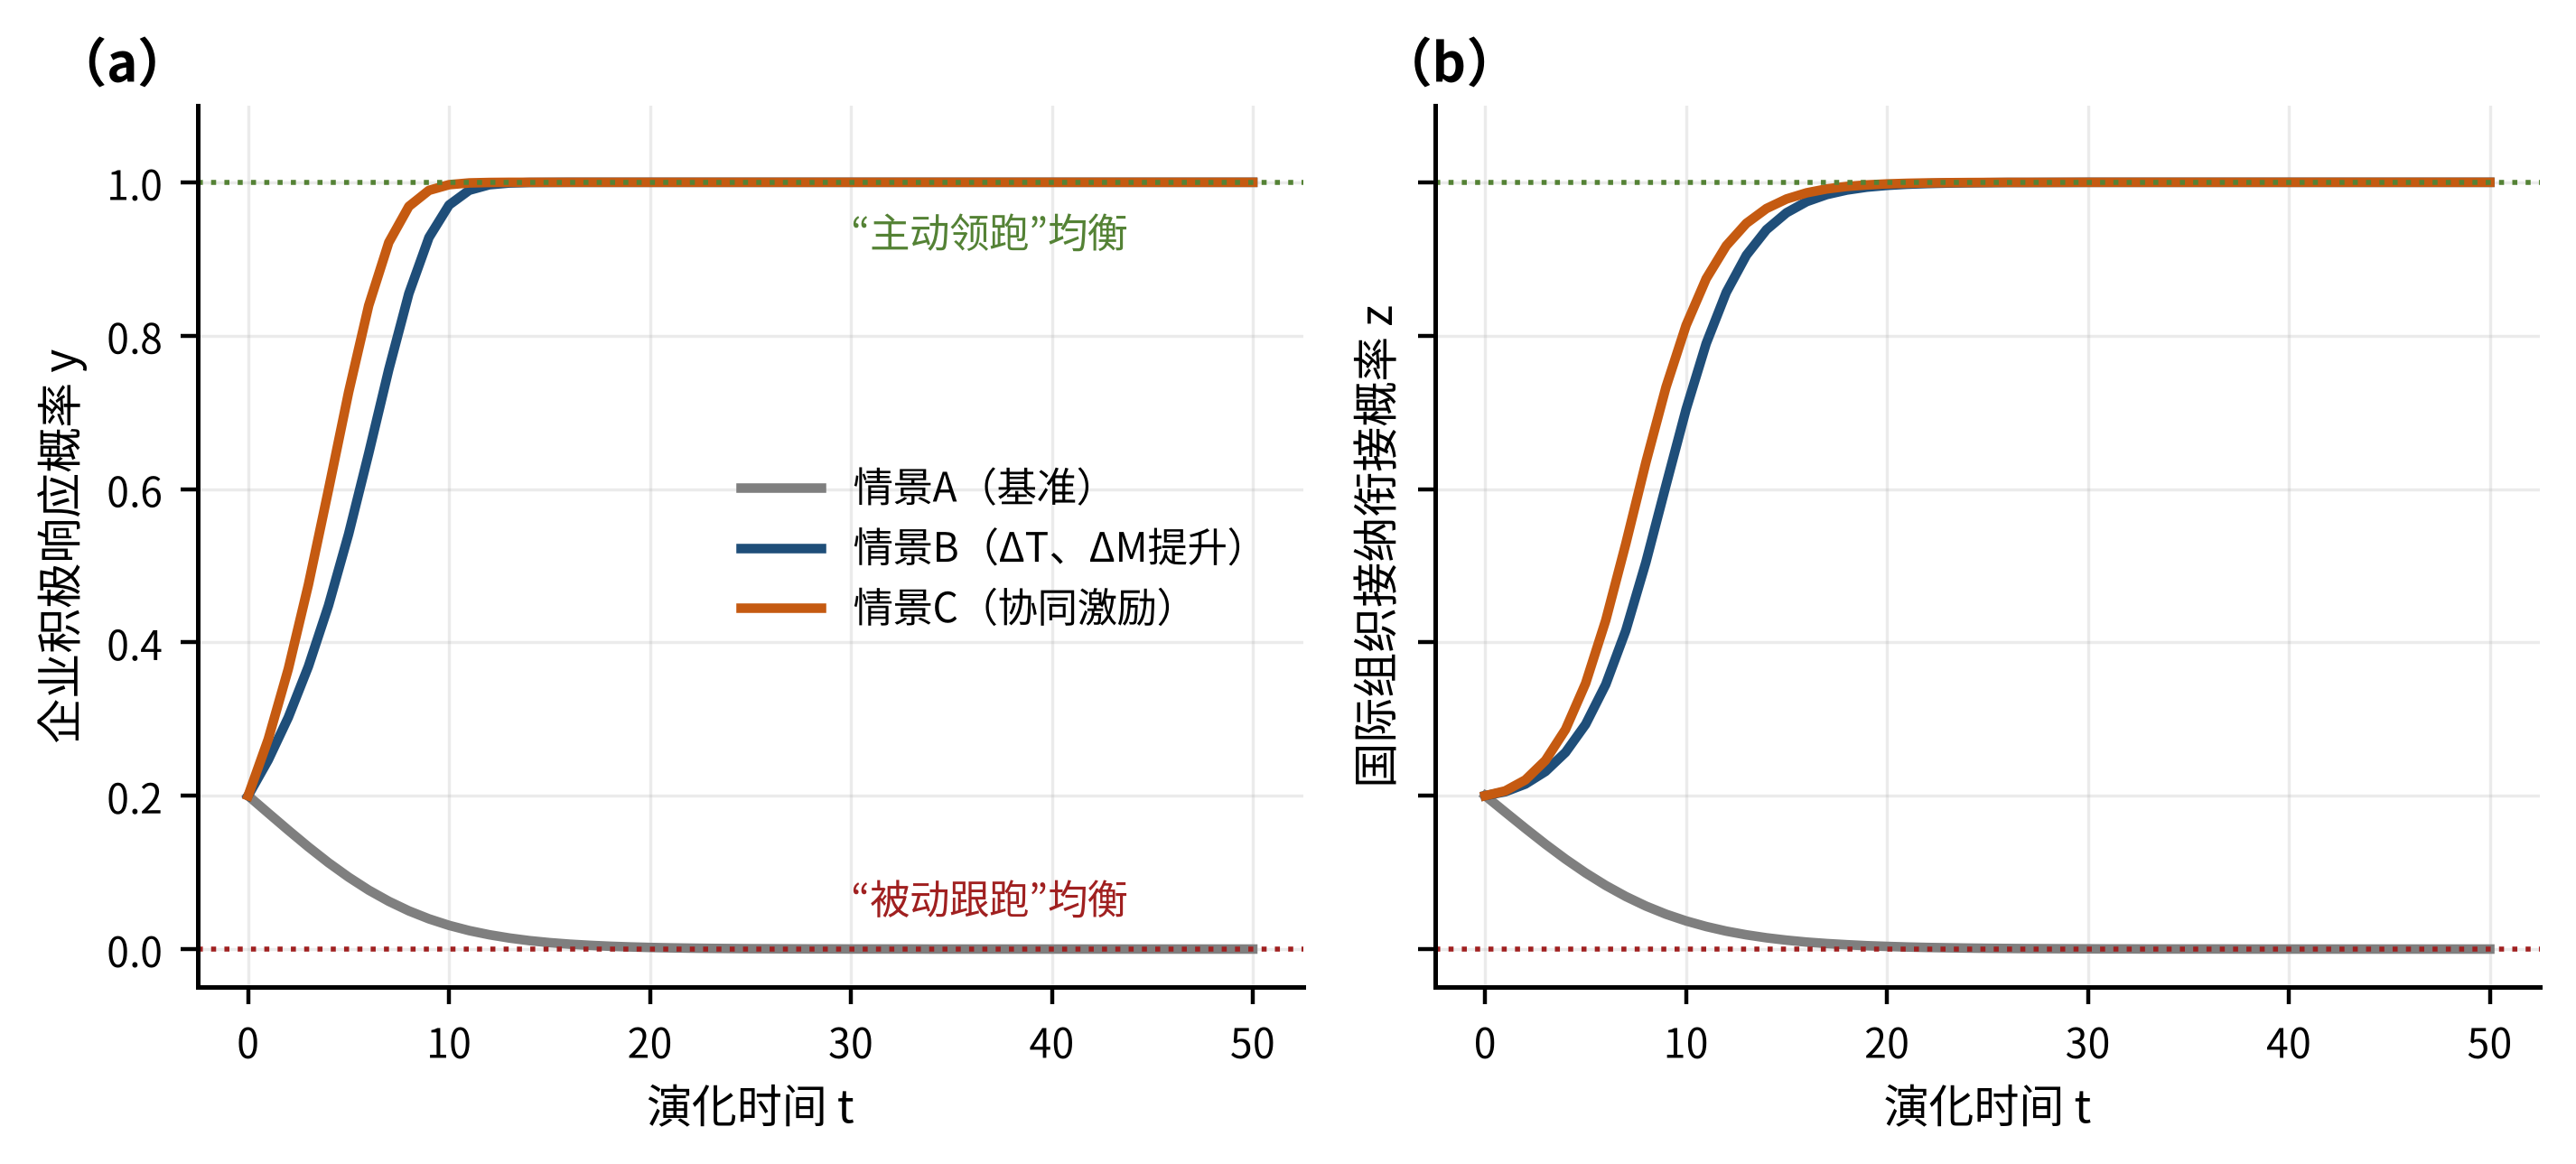 (a)
企业积极响应概率 y
1.0
0.8
0.6
0.4
0.2
0.0
“主动领跑”均衡
情景A（基准）
情景B（ΔT、ΔM提升）
情景C（协同激励）
“被动跟跑”均衡
0 10 20 30 40 50
演化时间 t
(b)
国际组织接纳衔接概率 z
0 10 20 30 40 50
演化时间 t